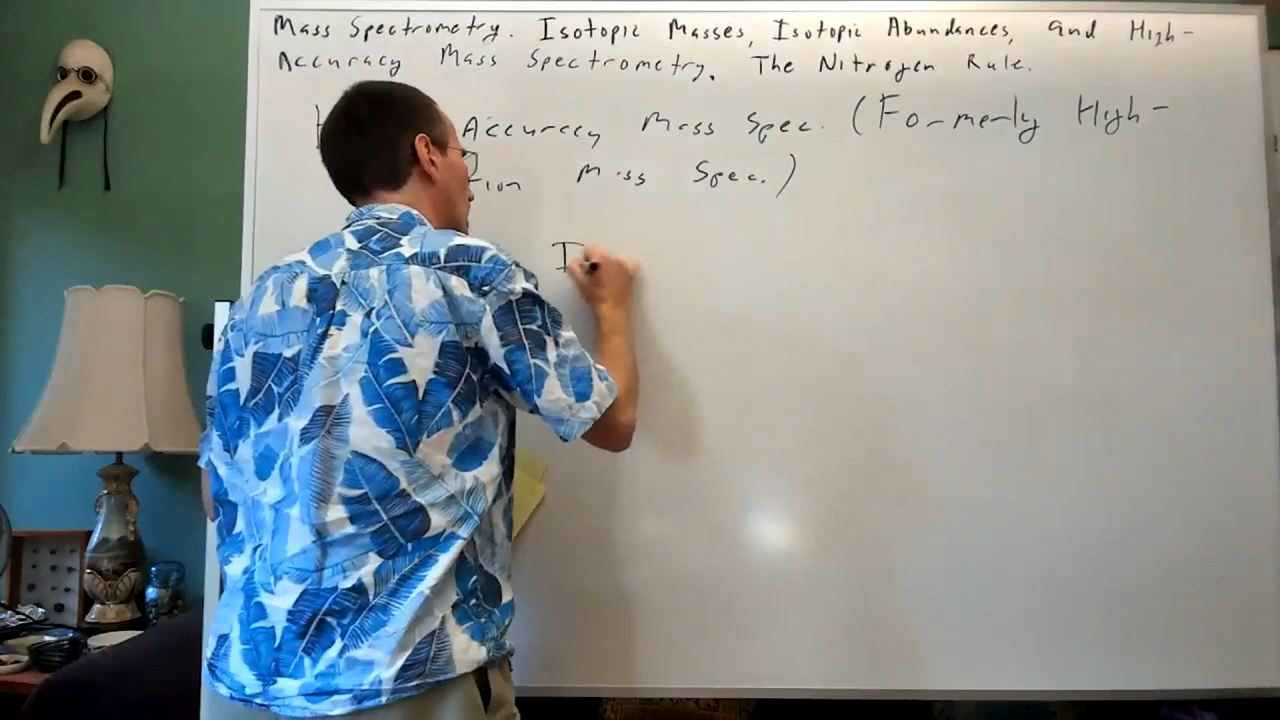 Mass Spectrometry. Isotopic Masses, Isotopic Abundances, and High-
Accuracy Mass Spectrometry. The Nitrogen Rule.
Accuracy Mass Spec. (Formerly High-
Mass Spec.)
I